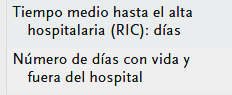 Tiempo medio hasta el alta
hospitalaria (RIC): días
Número de días con vida y
fuera del hospital